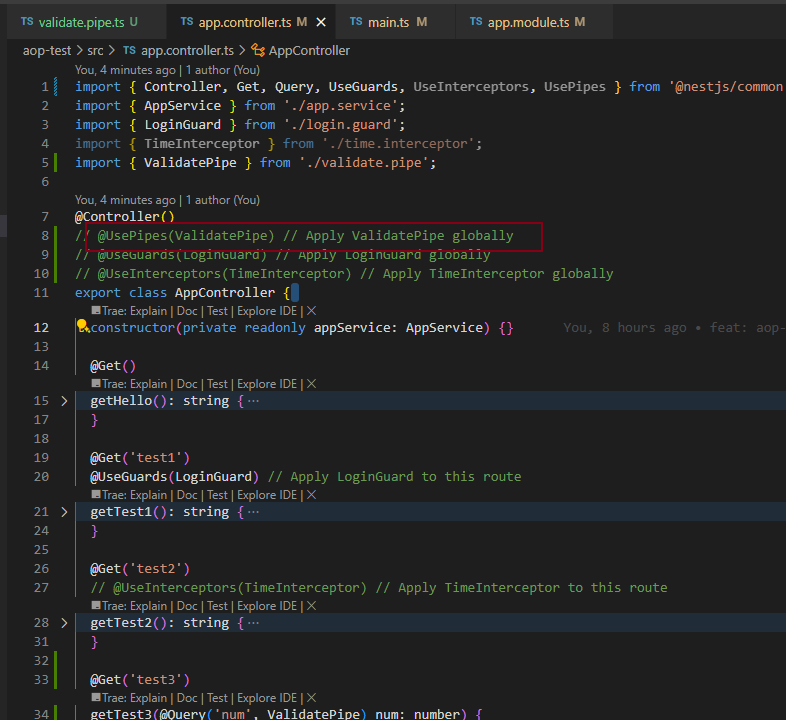 TS validate.pipe.ts U TS app.controller.ts M TS main.ts M TS app.module.ts M
aop-test > src > TS app.controller.ts > AppController
You, 4 minutes ago | 1 author (You)
1 import { Controller, Get, Query, UseGuards, UseInterceptors, UsePipes } from '@nestjs/common
2 import { AppService } from './app.service';
3 import { LoginGuard } from './login.guard';
4 import { TimeInterceptor } from './time.interceptor';
5 import { ValidatePipe } from './validate.pipe';
6
You, 4 minutes ago | 1 author (You)
7 @Controller()
8 // @UsePipes(ValidatePipe) // Apply ValidatePipe globally
9 // @UseGuards(LoginGuard) // Apply LoginGuard globally
10 // @UseInterceptors(TimeInterceptor) // Apply TimeInterceptor globally
11 export class AppController {
Trae: Explain | Doc | Test | Explore IDE | X
12 constructor(private readonly appService: AppService) {} You, 8 hours ago • feat: aop-
13
14 @Get()
Trae: Explain | Doc | Test | Explore IDE | X
15 getHello(): string { ···
17 }
18
19 @Get('test1')
20 @UseGuards(LoginGuard) // Apply LoginGuard to this route
Trae: Explain | Doc | Test | Explore IDE | X
21 getTest1(): string { ···
24 }
25
26 @Get('test2')
27 // @UseInterceptors(TimeInterceptor) // Apply TimeInterceptor to this route
Trae: Explain | Doc | Test | Explore IDE | X
28 getTest2(): string { ···
31 }
32
33 @Get('test3')
Trae: Explain | Doc | Test | Explore IDE | X
34 getTest3(@Query('num', ValidatePipe) num: number) {